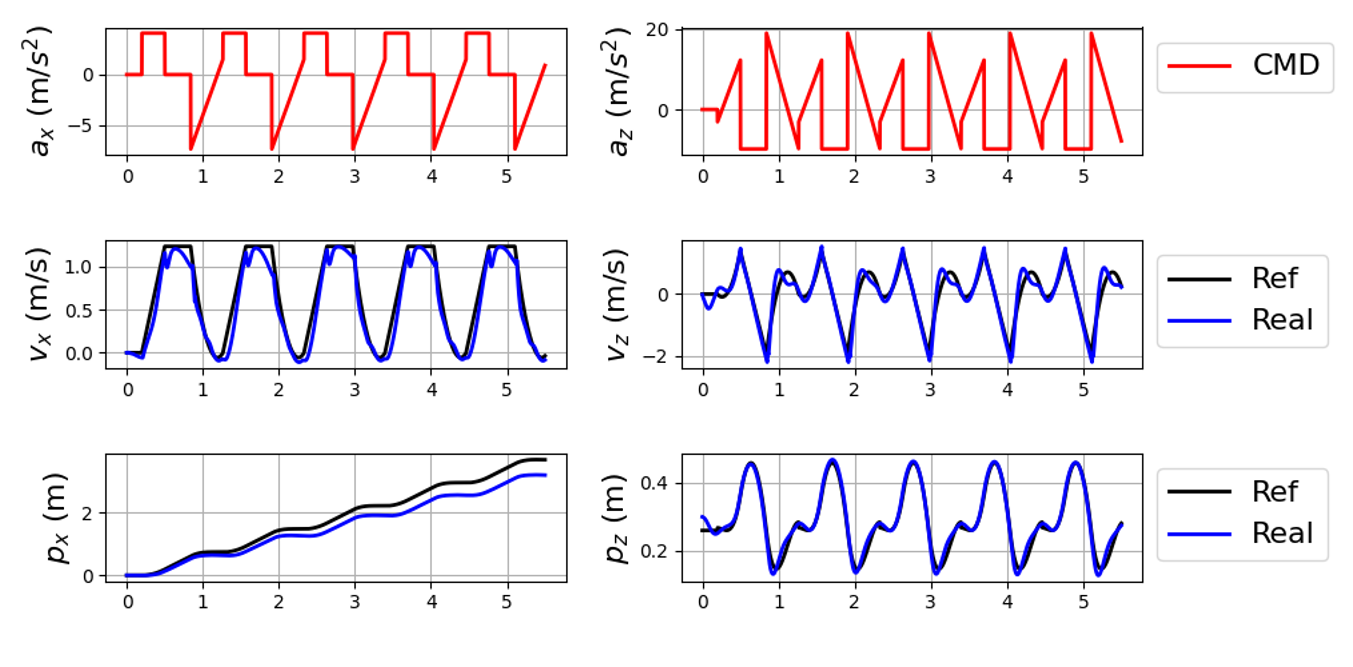 a_x (m/s²)
0
−5
0 1 2 3 4 5
a_z (m/s²)
20
0
0 1 2 3 4 5
CMD
v_x (m/s)
1.0
0.5
0.0
0 1 2 3 4 5
v_z (m/s)
0
−2
0 1 2 3 4 5
Ref
Real
p_x (m)
2
0
0 1 2 3 4 5
p_z (m)
0.4
0.2
0 1 2 3 4 5
Ref
Real